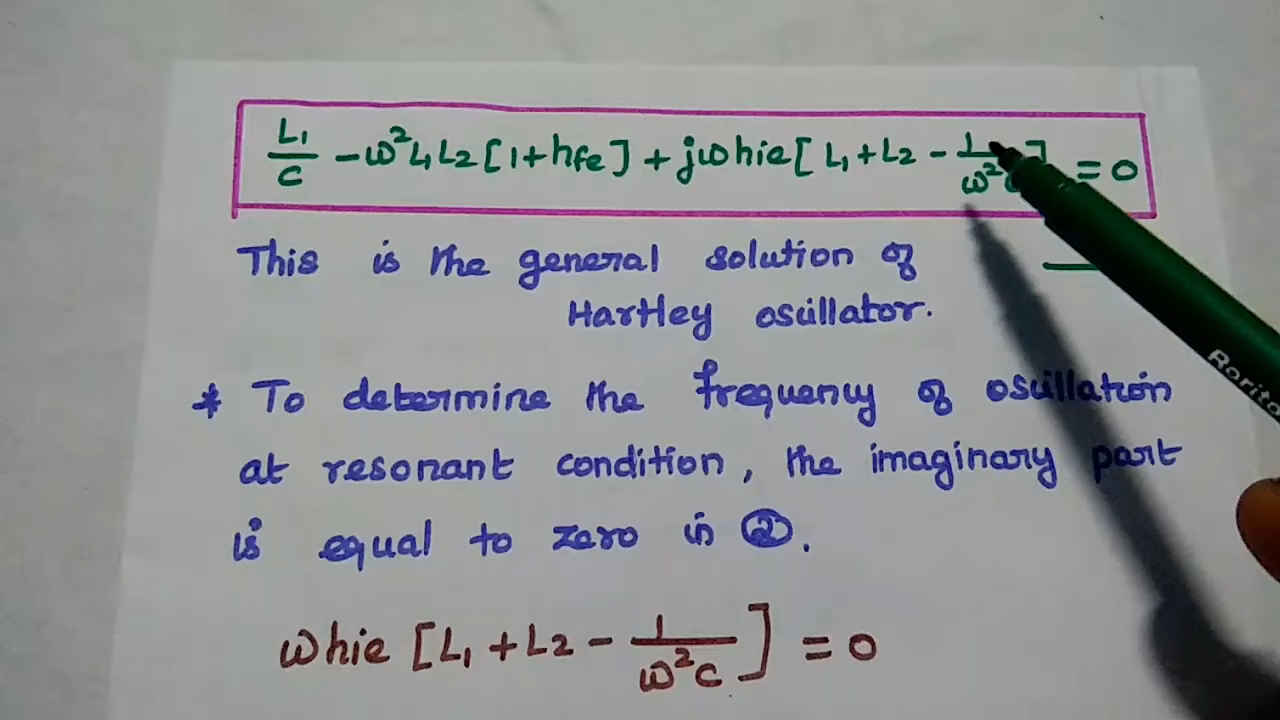 L₁/C - ω²L₁L₂[1+hfe] + jωhie[L₁+L₂ - 1/ω²C] = 0
This is the general solution of
Hartley oscillator.
* To determine the frequency of oscillation
at resonant condition, the imaginary part
is equal to zero in ②.
ωhie [L₁ + L₂ - 1/ω²C] = 0
Rorito